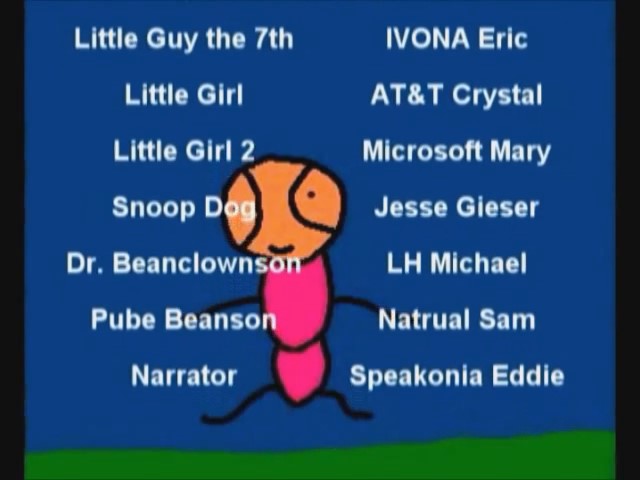 Little Guy the 7th IVONA Eric
Little Girl AT&T Crystal
Little Girl 2 Microsoft Mary
Snoop Dog Jesse Gieser
Dr. Beanclownson LH Michael
Pube Beanson Natrual Sam
Narrator Speakonia Eddie